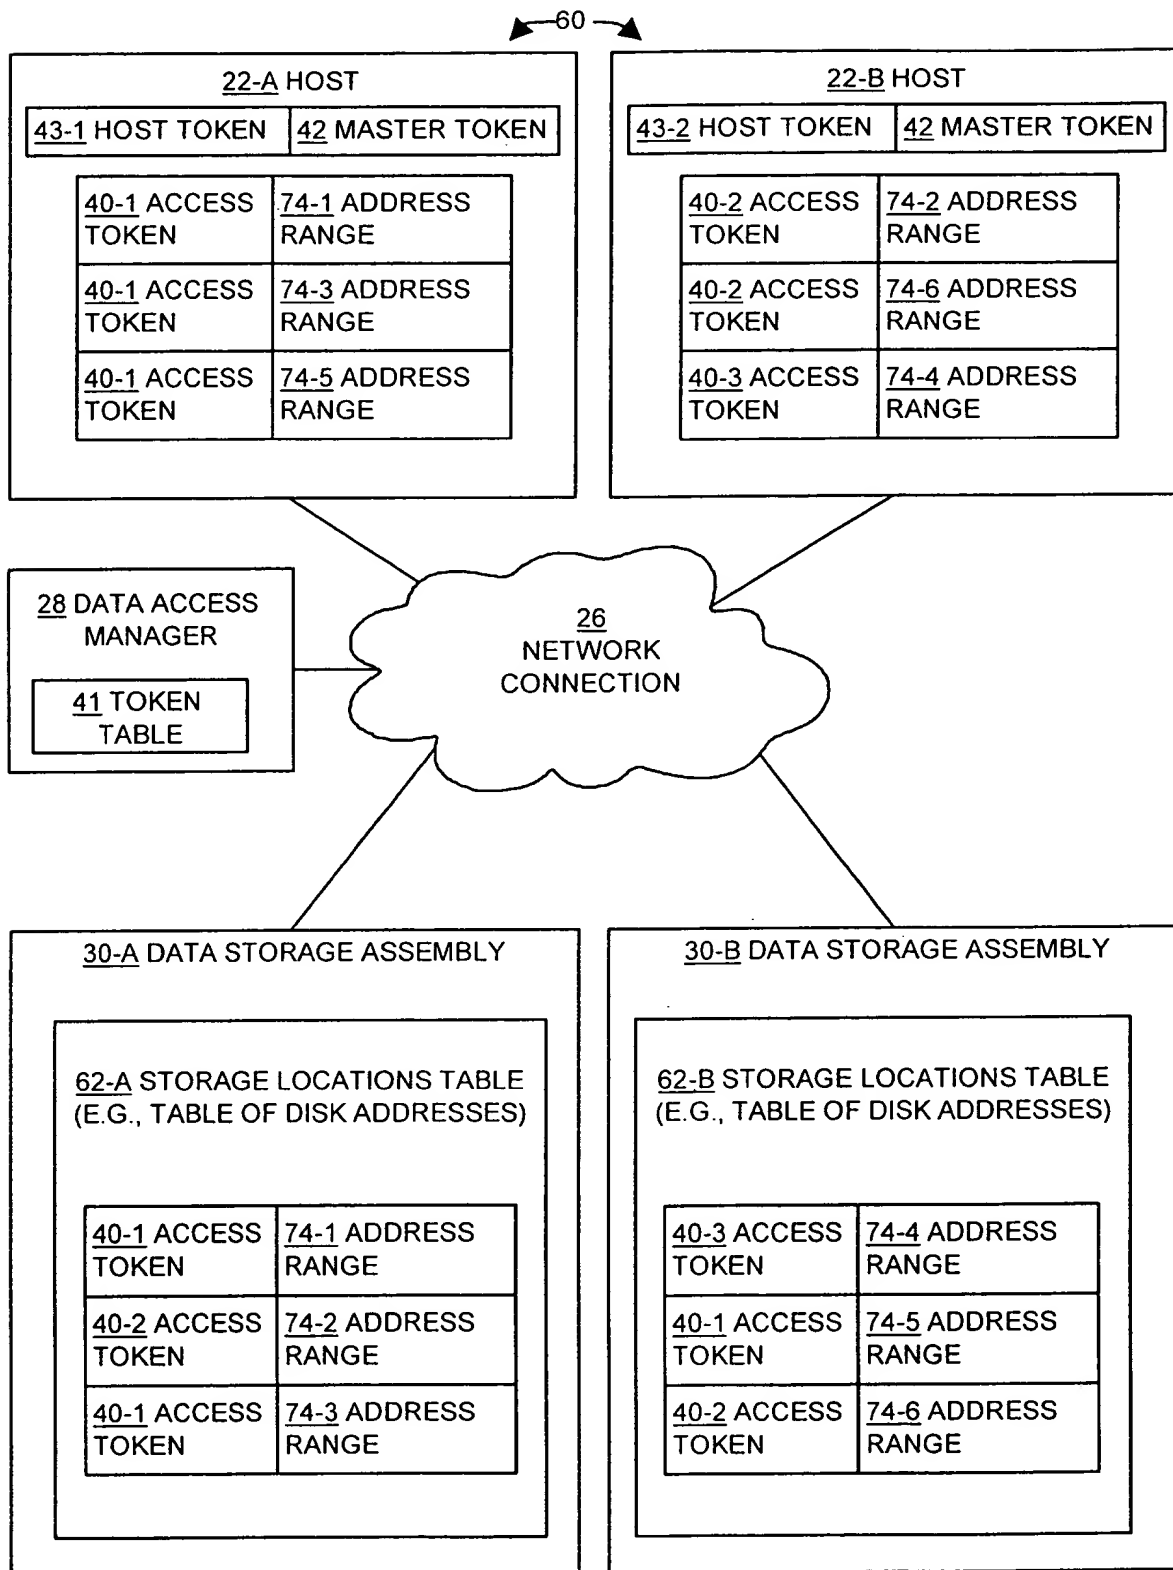 60
22-A HOST
43-1 HOST TOKEN
42 MASTER TOKEN
40-1 ACCESS
TOKEN
74-1 ADDRESS
RANGE
40-1 ACCESS
TOKEN
74-3 ADDRESS
RANGE
40-1 ACCESS
TOKEN
74-5 ADDRESS
RANGE
22-B HOST
43-2 HOST TOKEN
42 MASTER TOKEN
40-2 ACCESS
TOKEN
74-2 ADDRESS
RANGE
40-2 ACCESS
TOKEN
74-6 ADDRESS
RANGE
40-3 ACCESS
TOKEN
74-4 ADDRESS
RANGE
28 DATA ACCESS
MANAGER
41 TOKEN
TABLE
26
NETWORK
CONNECTION
30-A DATA STORAGE ASSEMBLY
62-A STORAGE LOCATIONS TABLE
(E.G., TABLE OF DISK ADDRESSES)
40-1 ACCESS
TOKEN
74-1 ADDRESS
RANGE
40-2 ACCESS
TOKEN
74-2 ADDRESS
RANGE
40-1 ACCESS
TOKEN
74-3 ADDRESS
RANGE
30-B DATA STORAGE ASSEMBLY
62-B STORAGE LOCATIONS TABLE
(E.G., TABLE OF DISK ADDRESSES)
40-3 ACCESS
TOKEN
74-4 ADDRESS
RANGE
40-1 ACCESS
TOKEN
74-5 ADDRESS
RANGE
40-2 ACCESS
TOKEN
74-6 ADDRESS
RANGE